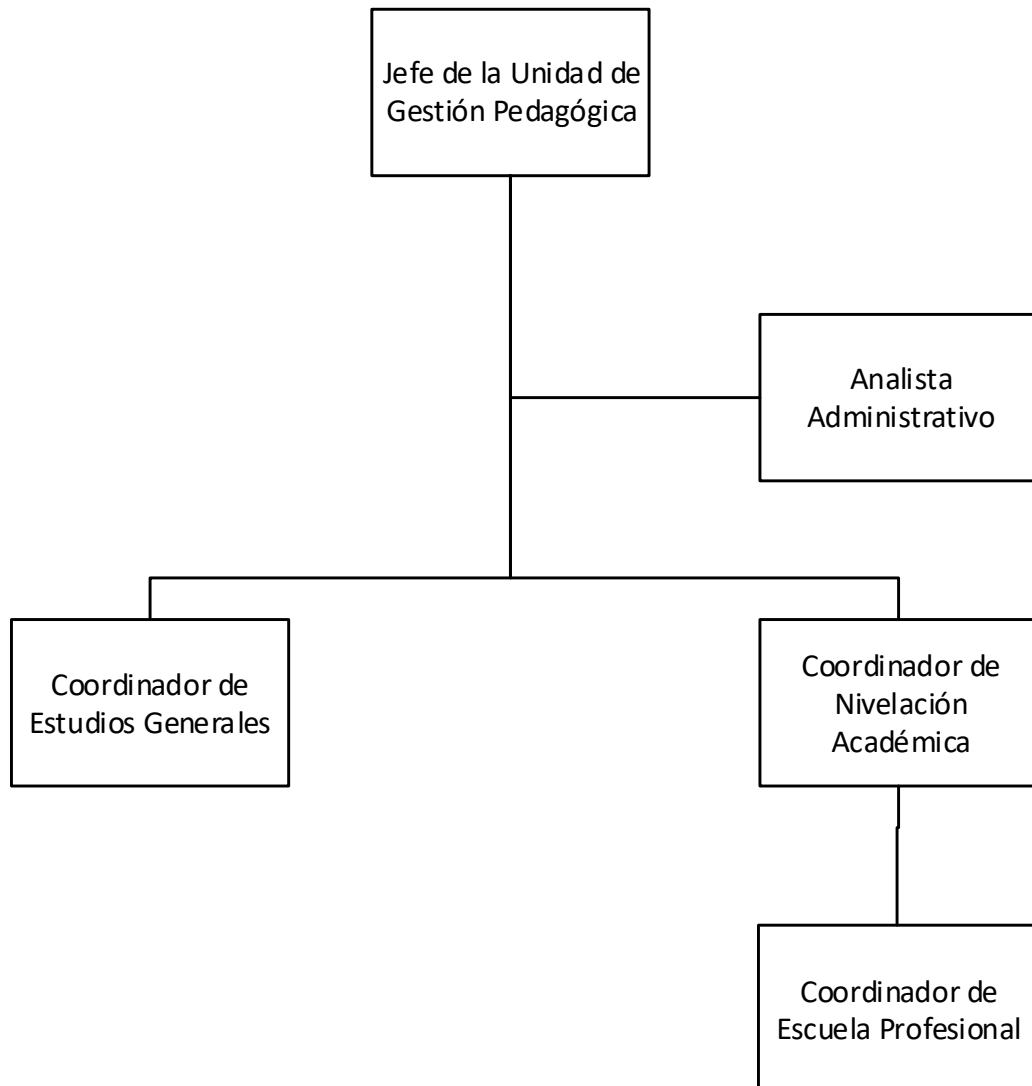 Jefe de la Unidad de
Gestión Pedagógica
Analista
Administrativo
Coordinador de
Estudios Generales
Coordinador de
Nivelación
Académica
Coordinador de
Escuela Profesional